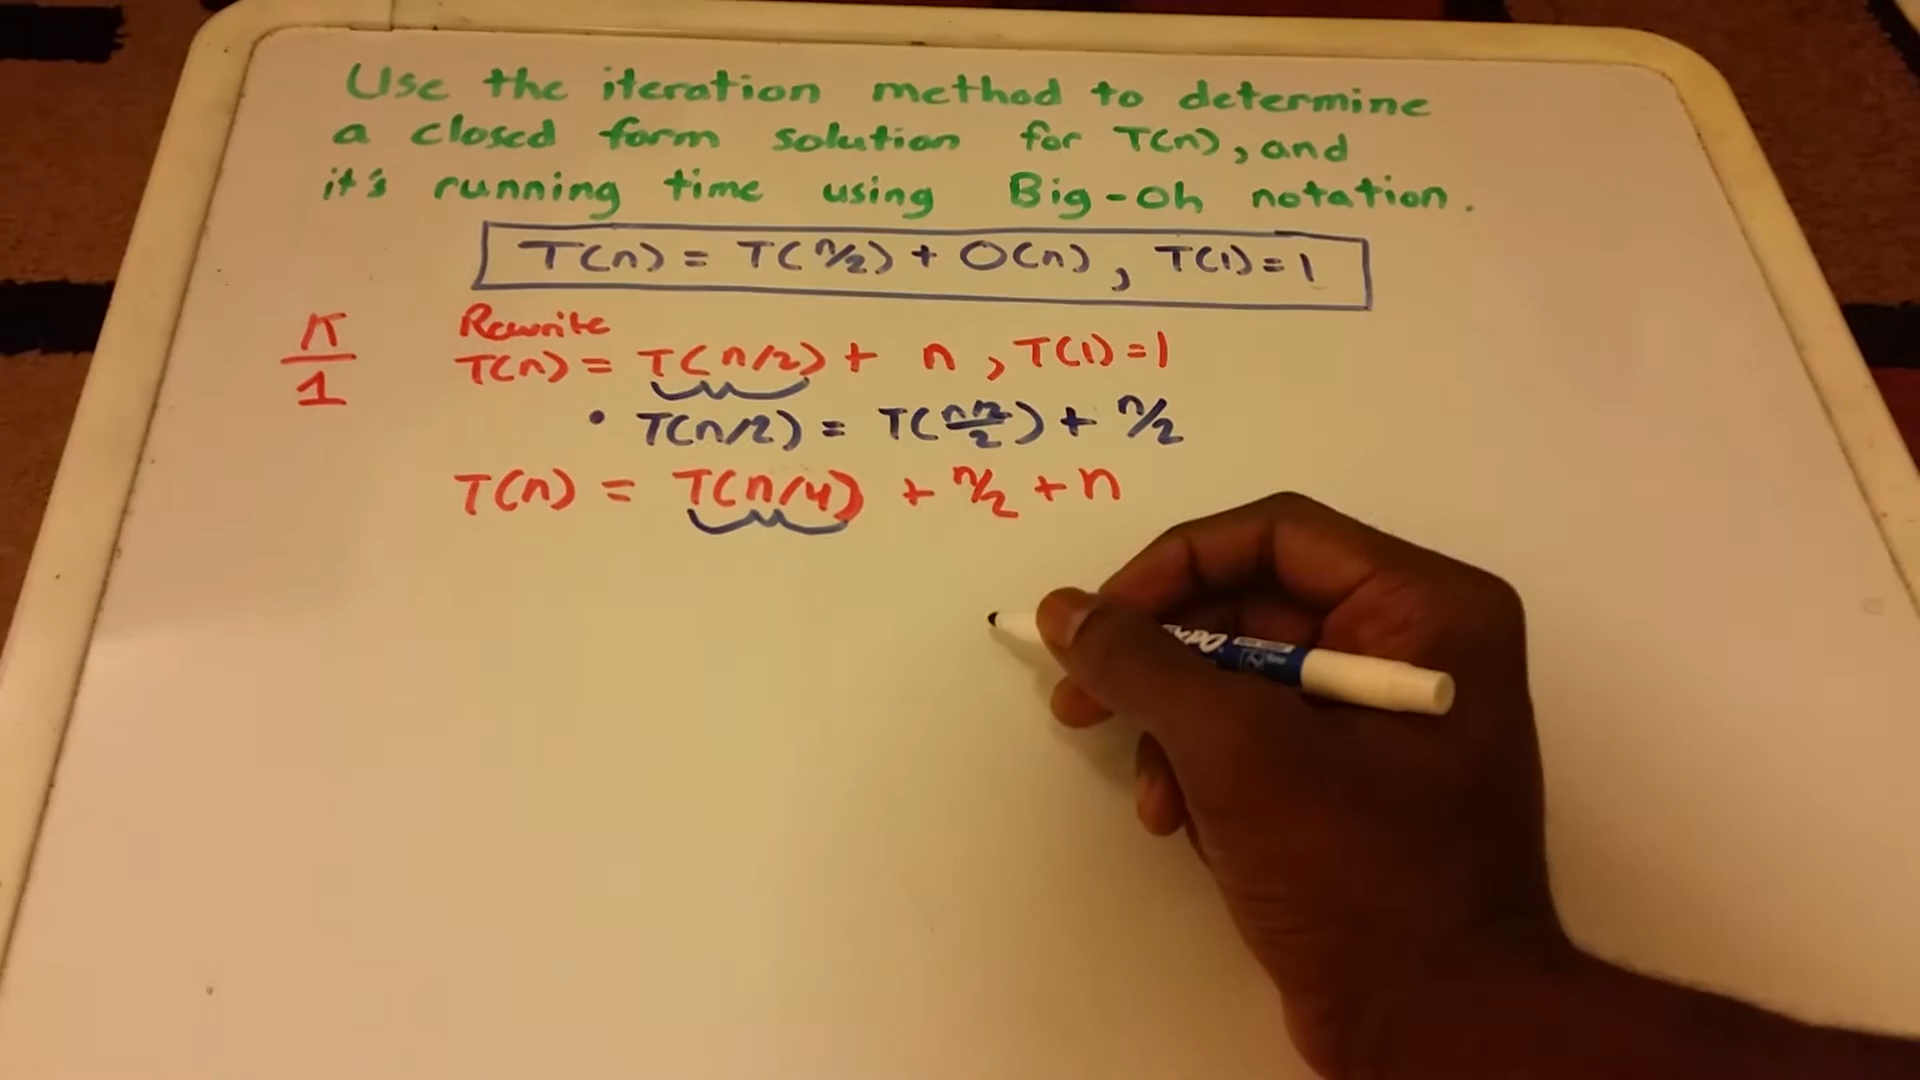 Use the iteration method to determine
a closed form solution for T(n), and
it's running time using Big-Oh notation.
T(n) = T(n/2) + O(n), T(1)=1
K
Rewrite
1
T(n) = T(n/2) + n, T(1)=1
• T(n/2) = T(\frac{n/2}{2}) + n/2
T(n) = T(n/4) + n/2 + n